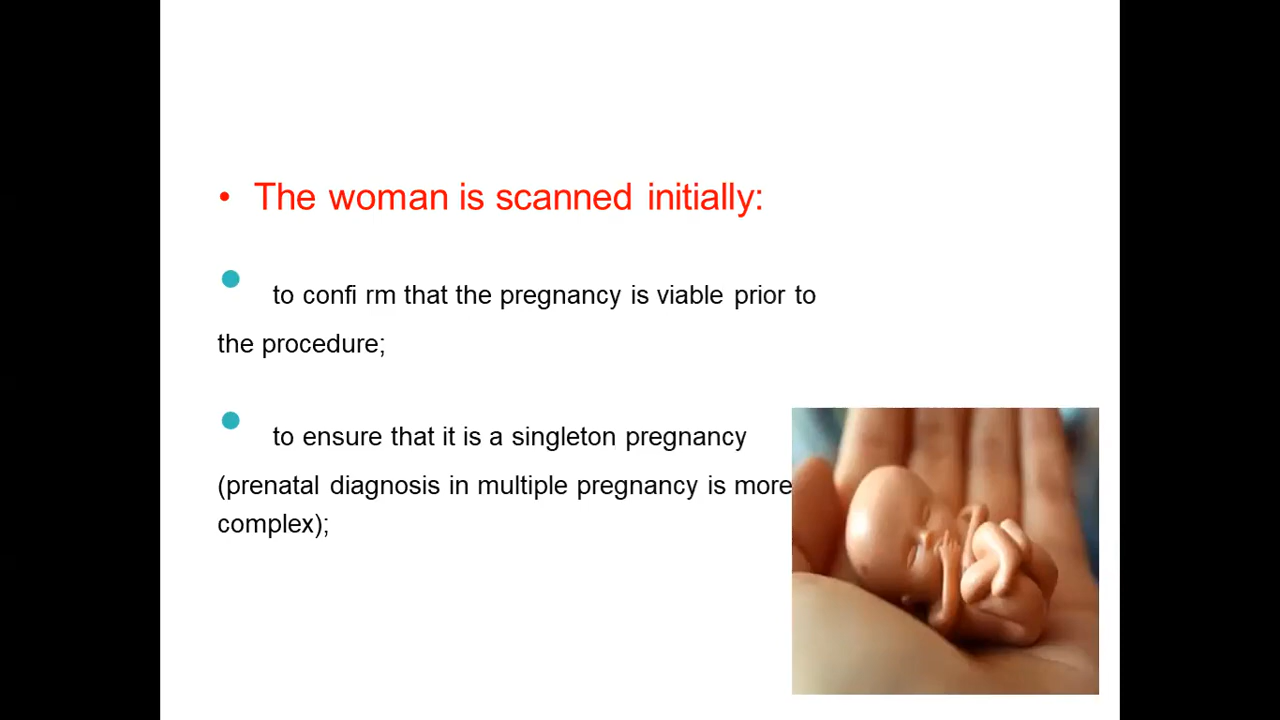 • The woman is scanned initially:
• to confi rm that the pregnancy is viable prior to
the procedure;
• to ensure that it is a singleton pregnancy
(prenatal diagnosis in multiple pregnancy is more
complex);